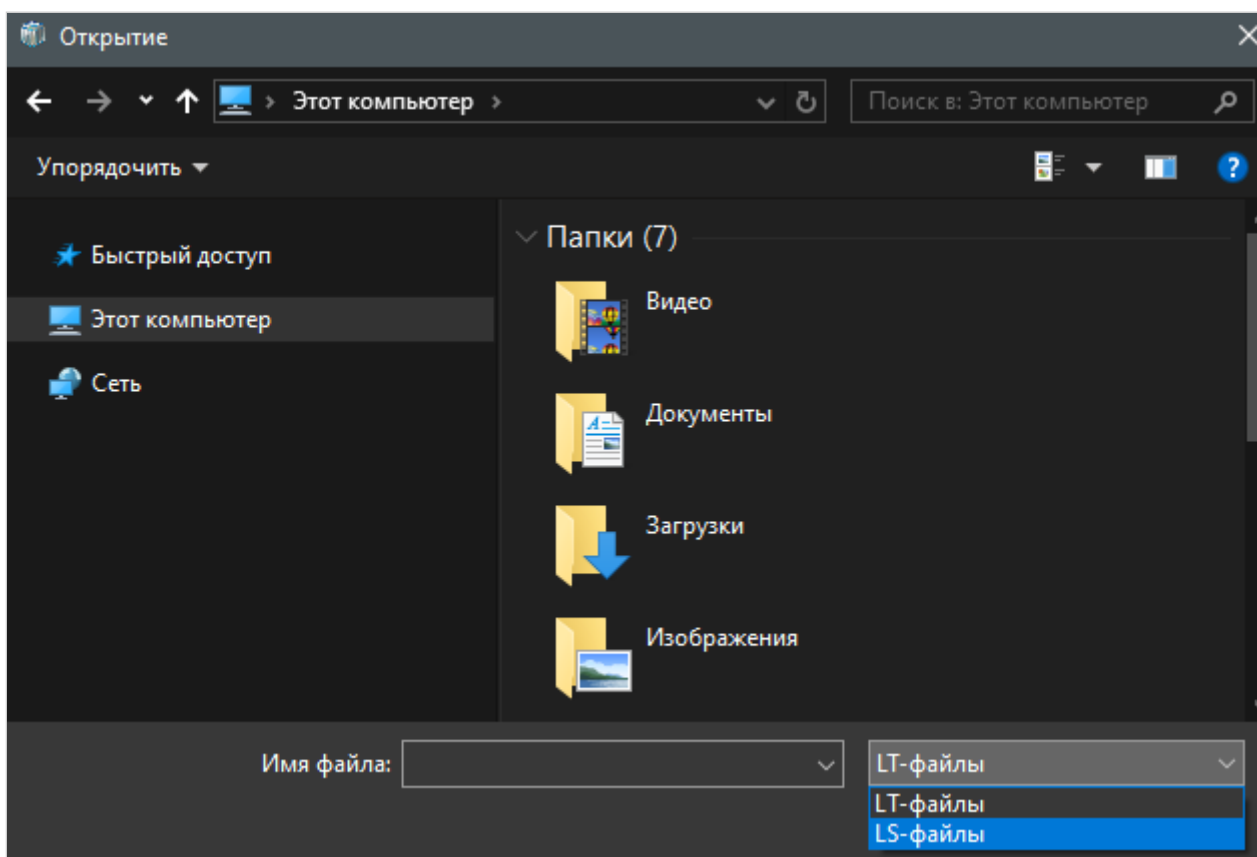 Открытие
Этот компьютер
Поиск в: Этот компьютер
Упорядочить
?
Быстрый доступ
Этот компьютер
Сеть
Папки (7)
Видео
Документы
Загрузки
Изображения
Имя файла:
LT-файлы
LT-файлы
LS-файлы